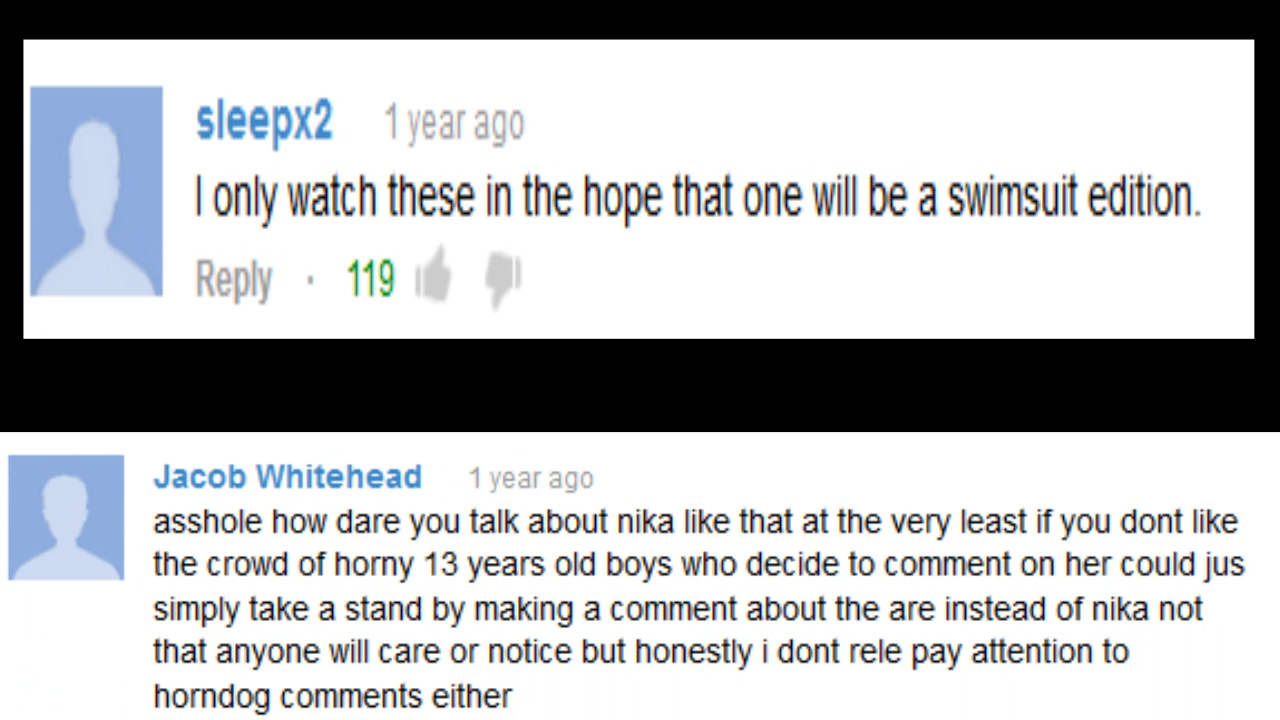 sleepx2 1 year ago
I only watch these in the hope that one will be a swimsuit edition.
Reply · 119
Jacob Whitehead 1 year ago
asshole how dare you talk about nika like that at the very least if you dont like
the crowd of horny 13 years old boys who decide to comment on her could jus
simply take a stand by making a comment about the are instead of nika not
that anyone will care or notice but honestly i dont rele pay attention to
horndog comments either